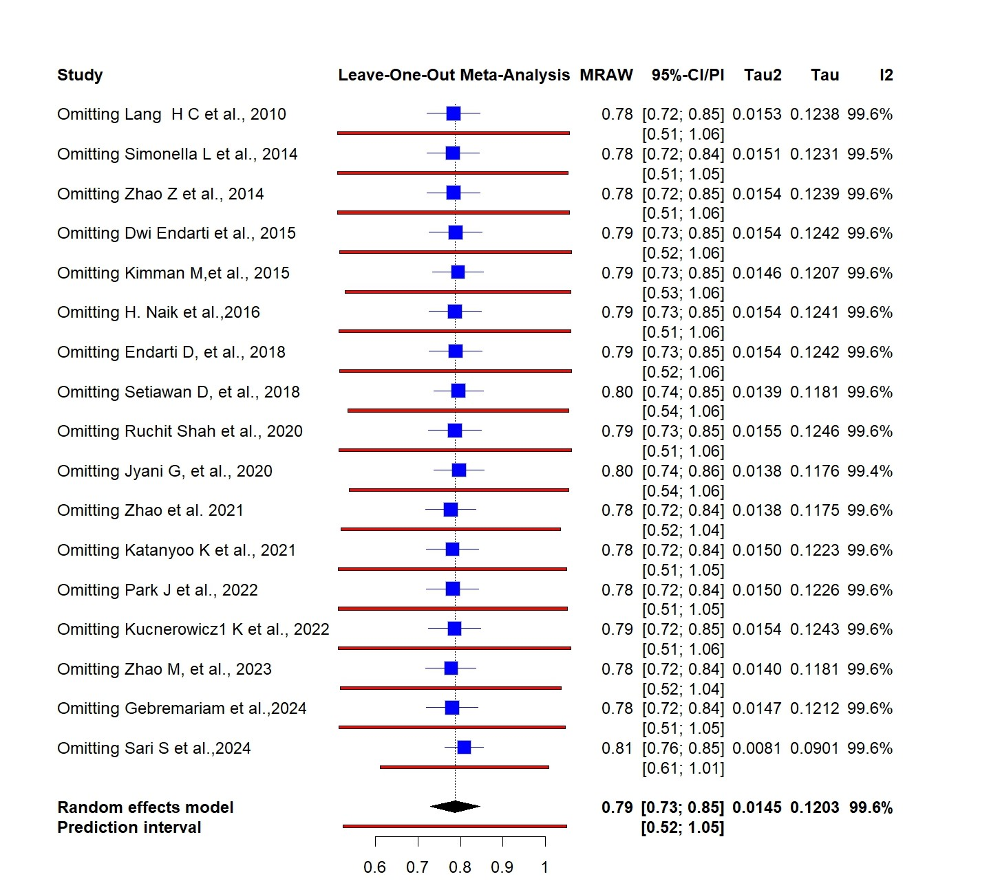 Study Leave-One-Out Meta-Analysis MRAW 95%-CI/PI Tau2 Tau I2
Omitting Lang  H C et al., 2010 0.78 [0.72; 0.85] 0.0153 0.1238 99.6%
[0.51; 1.06]
Omitting Simonella L et al., 2014 0.78 [0.72; 0.84] 0.0151 0.1231 99.5%
[0.51; 1.05]
Omitting Zhao Z et al., 2014 0.78 [0.72; 0.85] 0.0154 0.1239 99.6%
[0.51; 1.06]
Omitting Dwi Endarti et al., 2015 0.79 [0.73; 0.85] 0.0154 0.1242 99.6%
[0.52; 1.06]
Omitting Kimman M,et al., 2015 0.79 [0.73; 0.85] 0.0146 0.1207 99.6%
[0.53; 1.06]
Omitting H. Naik et al.,2016 0.79 [0.73; 0.85] 0.0154 0.1241 99.6%
[0.51; 1.06]
Omitting Endarti D, et al., 2018 0.79 [0.73; 0.85] 0.0154 0.1242 99.6%
[0.52; 1.06]
Omitting Setiawan D, et al., 2018 0.80 [0.74; 0.85] 0.0139 0.1181 99.6%
[0.54; 1.06]
Omitting Ruchit Shah et al., 2020 0.79 [0.73; 0.85] 0.0155 0.1246 99.6%
[0.51; 1.06]
Omitting Jyani G, et al., 2020 0.80 [0.74; 0.86] 0.0138 0.1176 99.4%
[0.54; 1.06]
Omitting Zhao et al. 2021 0.78 [0.72; 0.84] 0.0138 0.1175 99.6%
[0.52; 1.04]
Omitting Katanyoo K et al., 2021 0.78 [0.72; 0.84] 0.0150 0.1223 99.6%
[0.51; 1.05]
Omitting Park J et al., 2022 0.78 [0.72; 0.84] 0.0150 0.1226 99.6%
[0.51; 1.05]
Omitting Kucnerowicz1 K et al., 2022 0.79 [0.72; 0.85] 0.0154 0.1243 99.6%
[0.51; 1.06]
Omitting Zhao M, et al., 2023 0.78 [0.72; 0.84] 0.0140 0.1181 99.6%
[0.52; 1.04]
Omitting Gebremariam et al.,2024 0.78 [0.72; 0.84] 0.0147 0.1212 99.6%
[0.51; 1.05]
Omitting Sari S et al.,2024 0.81 [0.76; 0.85] 0.0081 0.0901 99.6%
[0.61; 1.01]
Random effects model 0.79 [0.73; 0.85] 0.0145 0.1203 99.6%
Prediction interval [0.52; 1.05]
0.6 0.7 0.8 0.9 1